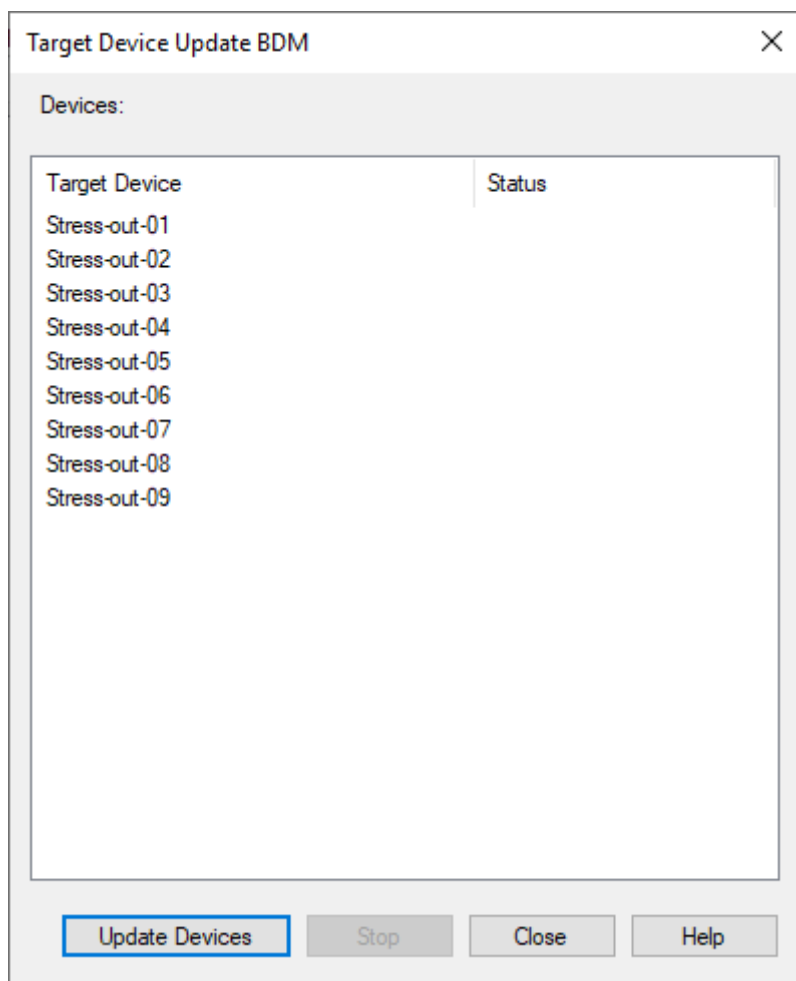 Target Device Update BDM
Devices:
Target Device Status
Stress-out-01
Stress-out-02
Stress-out-03
Stress-out-04
Stress-out-05
Stress-out-06
Stress-out-07
Stress-out-08
Stress-out-09
Update Devices Stop Close Help